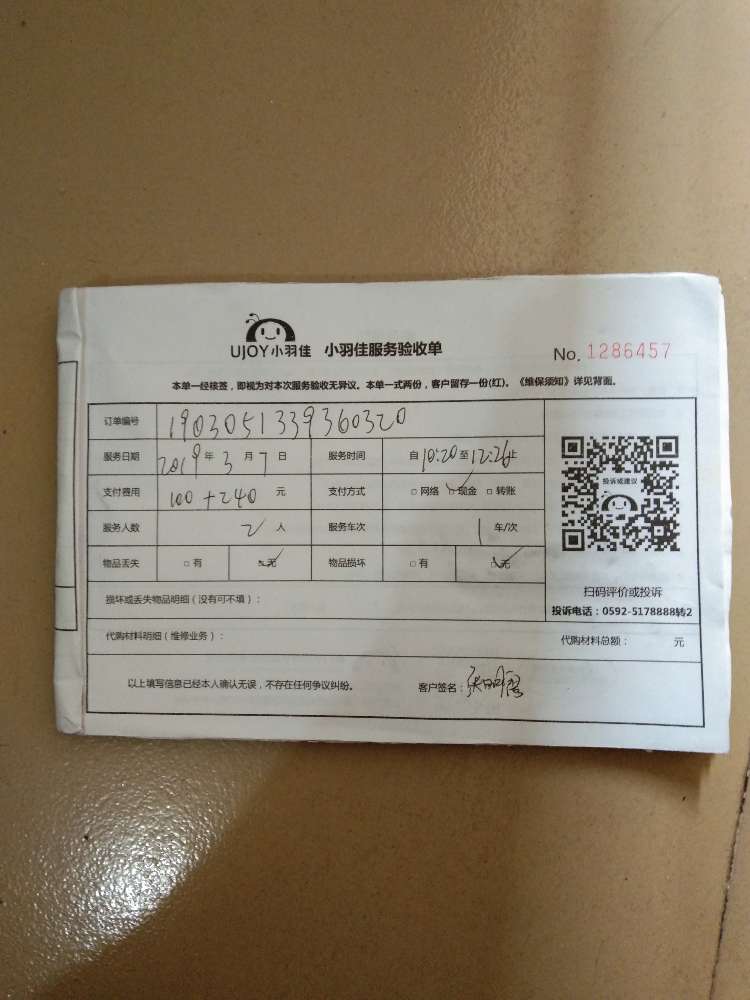 UJOY小羽佳 小羽佳服务验收单 No. 1286457
本单一经核签，即视为对本次服务验收无异议。本单一式两份，客户留存一份(红)。《维保须知》详见背面。
订单编号 1903051339360320
服务日期 2019年3月7日 服务时间 自10:20至12:26止
支付费用 100+240 元 支付方式 □网络 ☑现金 □转账
服务人数 2人 服务车次 1车/次
物品丢失 □有 ☑无 物品损坏 □有 ☑无
投诉或建议
扫码评价或投诉
投诉电话：0592-5178888转2
损坏或丢失物品明细（没有可不填）：
代购材料明细（维修业务）： 代购材料总额： 元
以上填写信息已经本人确认无误，不存在任何争议纠纷。 客户签名：